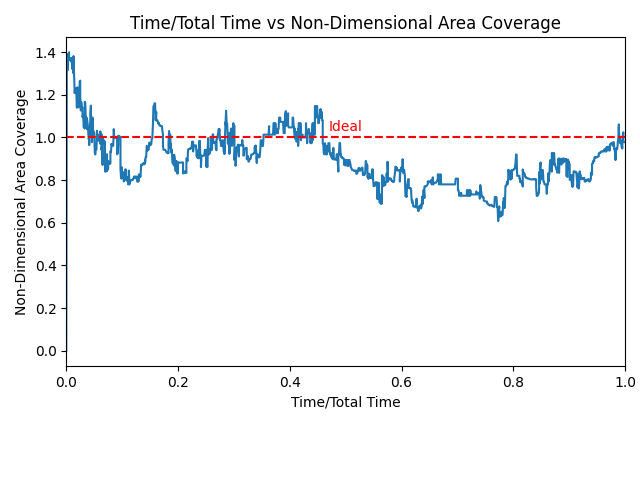 Time/Total Time vs Non-Dimensional Area Coverage
Non-Dimensional Area Coverage
1.4
1.2
1.0
0.8
0.6
0.4
0.2
0.0
Ideal
0.0 0.2 0.4 0.6 0.8 1.0
Time/Total Time